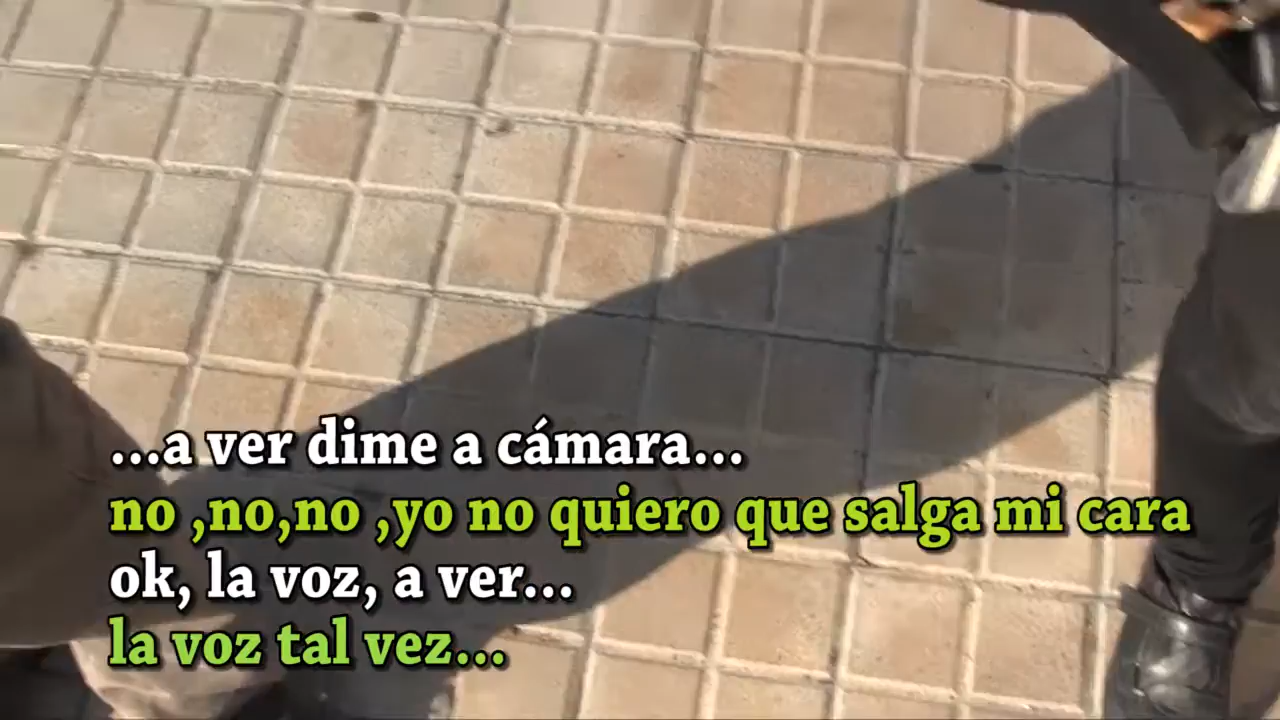 ...a ver dime a cámara...
no ,no,no ,yo no quiero que salga mi cara
ok, la voz, a ver...
la voz tal vez...